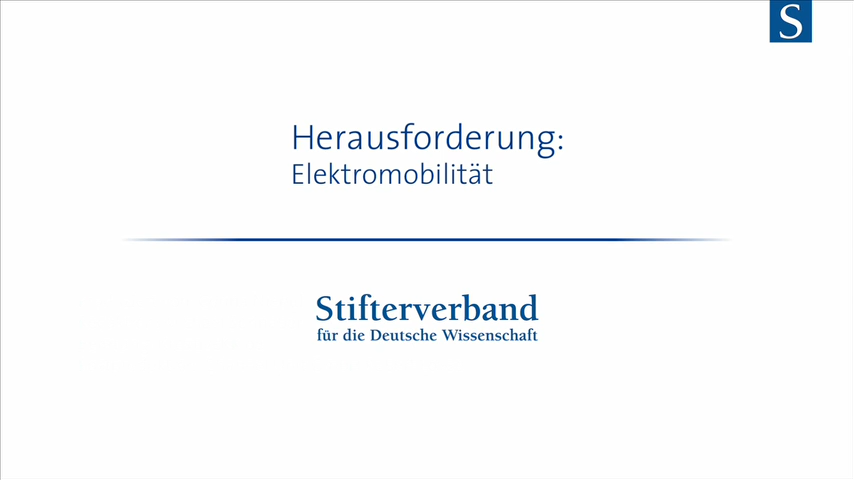 S
Herausforderung:
Elektromobilität
Stifterverband
für die Deutsche Wissenschaft